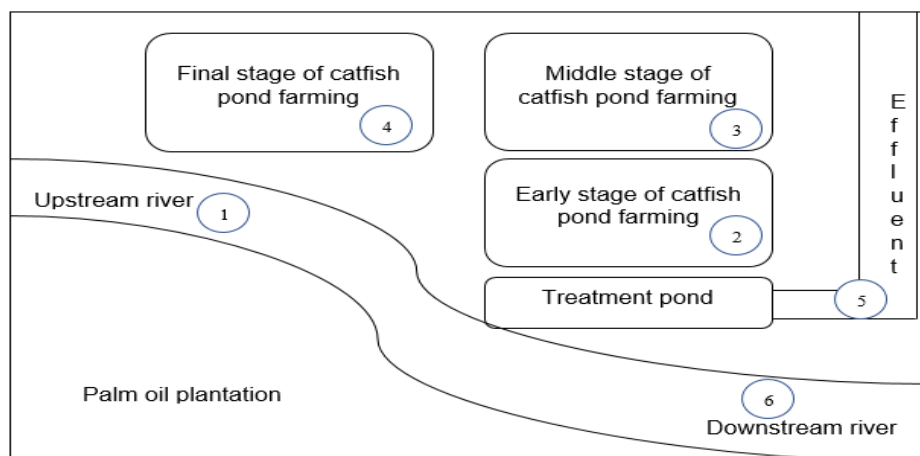 Final stage of catfish
pond farming
4
Middle stage of
catfish pond farming
3
Effluent
Upstream river
1
Early stage of catfish
pond farming
2
Treatment pond
5
Palm oil plantation
6
Downstream river